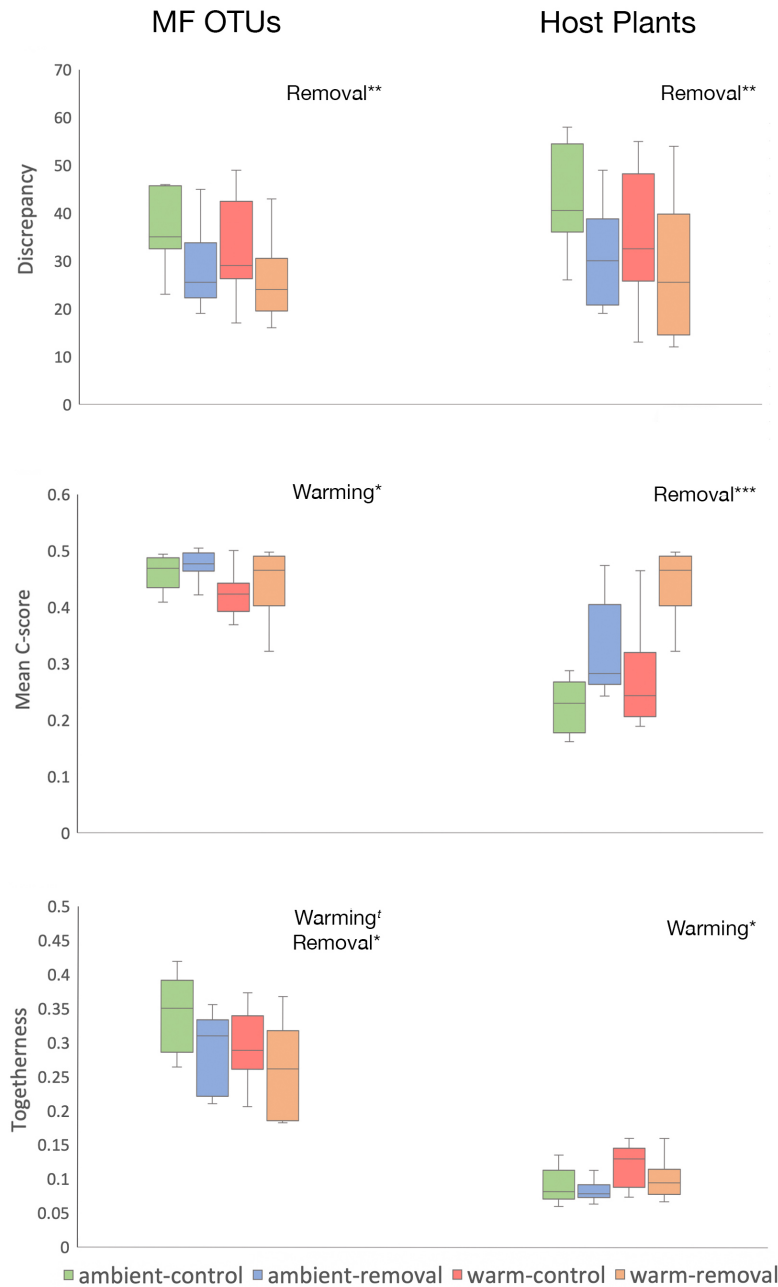 MF OTUs
Host Plants
Discrepancy
70
60
50
40
30
20
10
0
Removal**
Removal**
Mean C-score
0.6
0.5
0.4
0.3
0.2
0.1
0
Warming*
Removal***
Togetherness
0.5
0.45
0.4
0.35
0.3
0.25
0.2
0.15
0.1
0.05
0
Warmingᵗ
Removal*
Warming*
ambient-control ambient-removal warm-control warm-removal